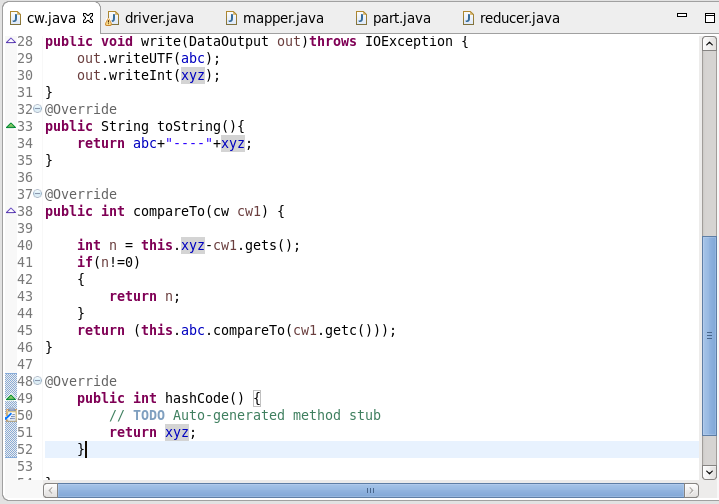 cw.java driver.java mapper.java part.java reducer.java
28 public void write(DataOutput out)throws IOException {
29 out.writeUTF(abc);
30 out.writeInt(xyz);
31 }
32 @Override
33 public String toString(){
34 return abc+"----"+xyz;
35 }
36
37 @Override
38 public int compareTo(cw cw1) {
39
40 int n = this.xyz-cw1.gets();
41 if(n!=0)
42 {
43 return n;
44 }
45 return (this.abc.compareTo(cw1.getc()));
46 }
47
48 @Override
49 public int hashCode() {
50 // TODO Auto-generated method stub
51 return xyz;
52 }
53